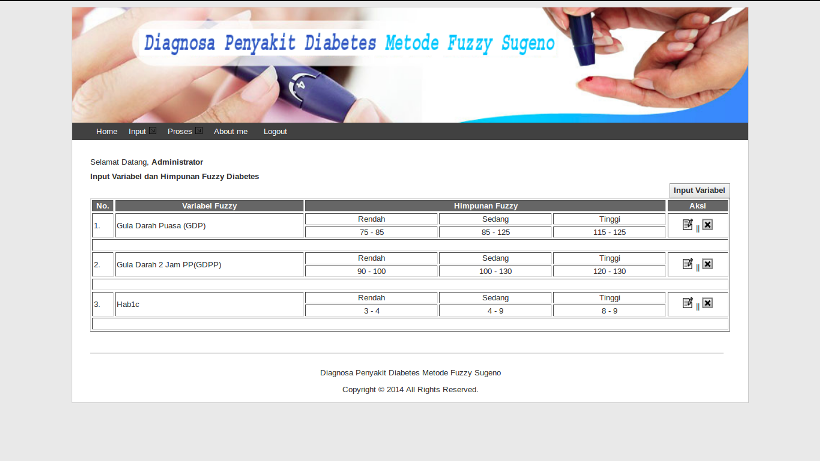 Diagnosa Penyakit Diabetes Metode Fuzzy Sugeno
Home Input Proses About me Logout
Selamat Datang, Administrator
Input Variabel dan Himpunan Fuzzy Diabetes
Input Variabel
No. Variabel Fuzzy Himpunan Fuzzy Aksi
1. Gula Darah Puasa (GDP) Rendah Sedang Tinggi ||
75 - 85 85 - 125 115 - 125
2. Gula Darah 2 Jam PP(GDPP) Rendah Sedang Tinggi ||
90 - 100 100 - 130 120 - 130
3. Hab1c Rendah Sedang Tinggi ||
3 - 4 4 - 9 8 - 9
Diagnosa Penyakit Diabetes Metode Fuzzy Sugeno
Copyright © 2014 All Rights Reserved.